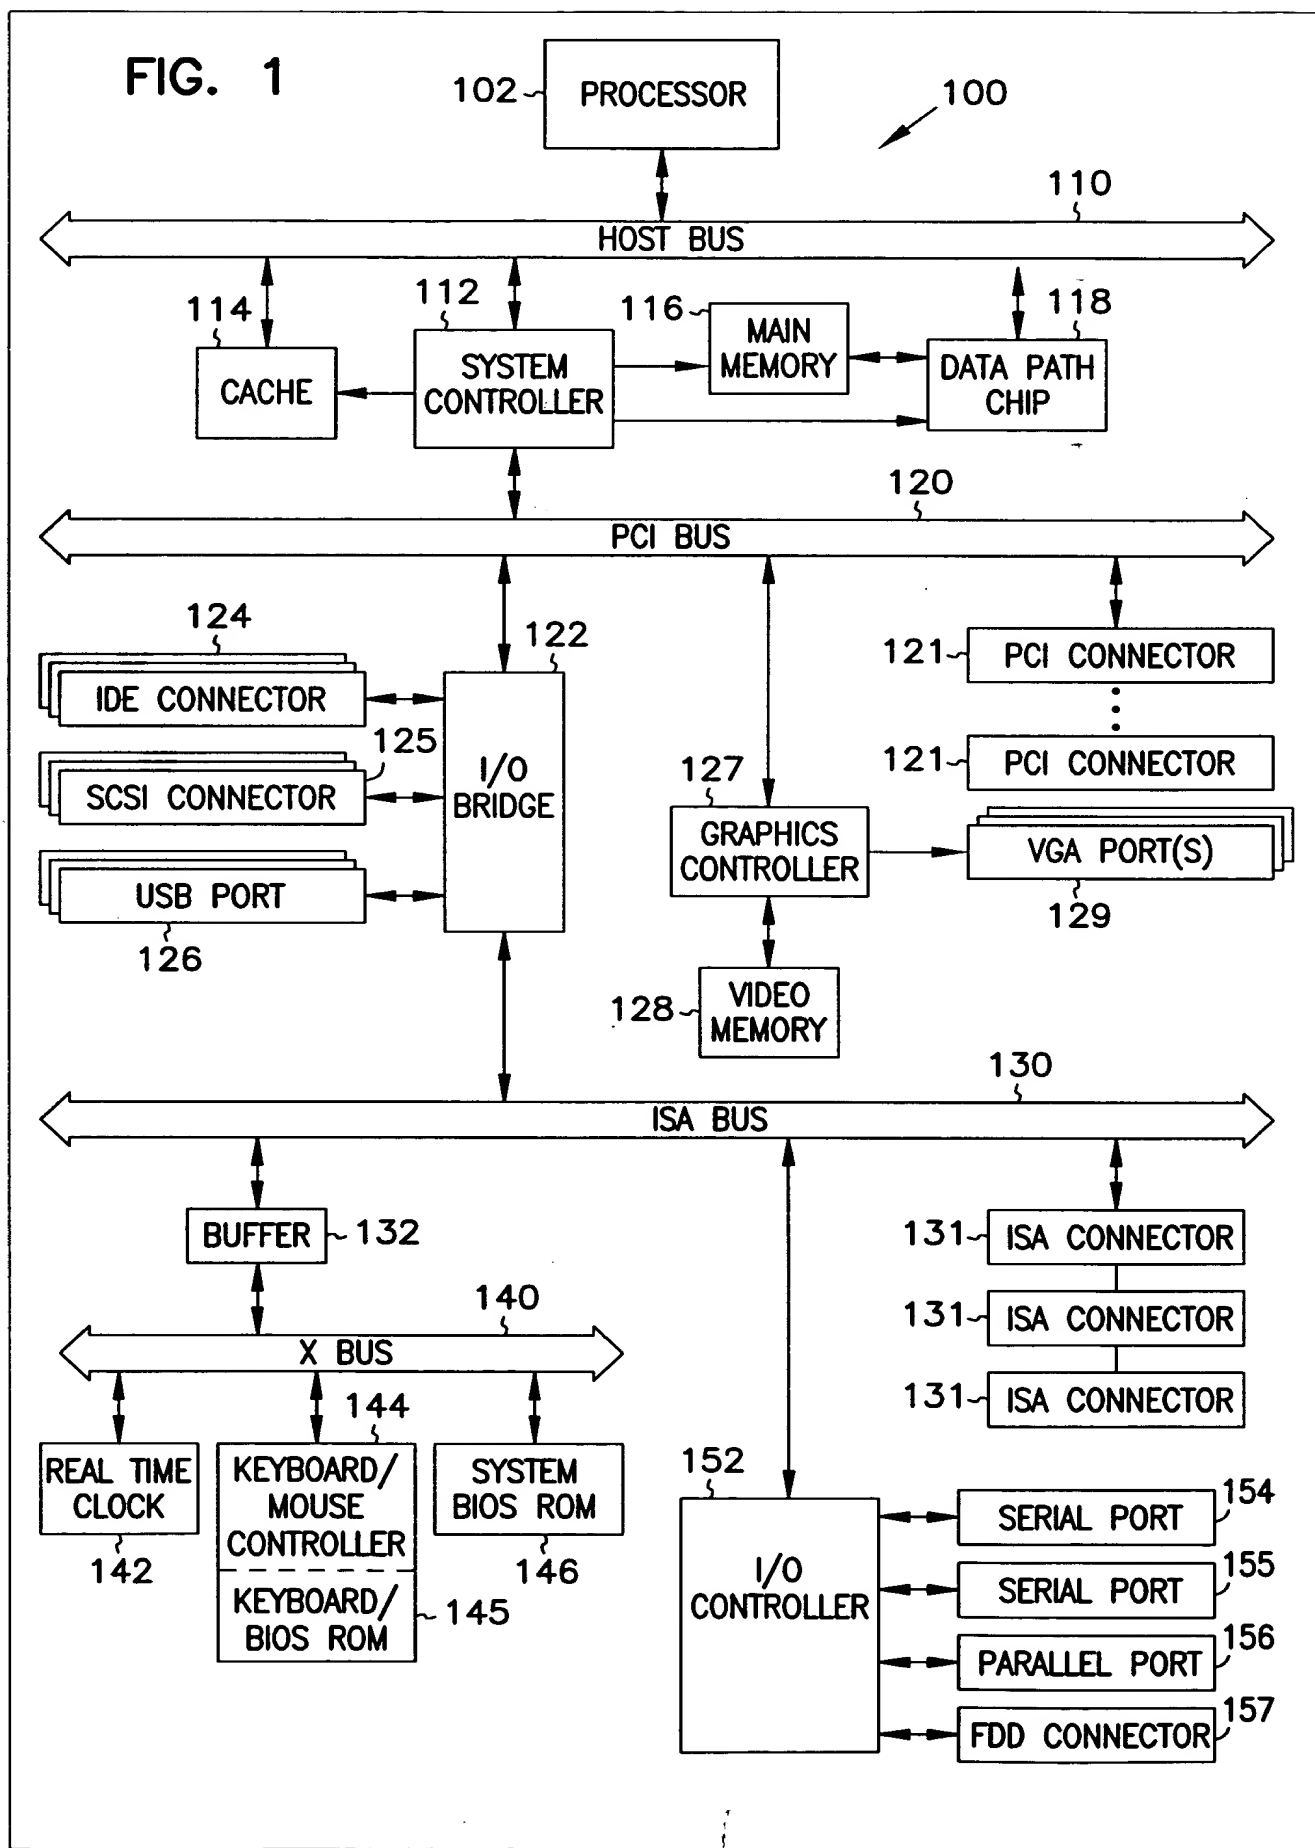 FIG. 1
102
PROCESSOR
100
110
HOST BUS
114
112
116
118
CACHE
SYSTEM
CONTROLLER
MAIN
MEMORY
DATA PATH
CHIP
120
PCI BUS
124
IDE CONNECTOR
122
I/O
BRIDGE
125
SCSI CONNECTOR
USB PORT
126
121
PCI CONNECTOR
121
PCI CONNECTOR
127
GRAPHICS
CONTROLLER
VGA PORT(S)
129
128
VIDEO
MEMORY
130
ISA BUS
BUFFER
132
131
ISA CONNECTOR
131
ISA CONNECTOR
131
ISA CONNECTOR
140
X BUS
REAL TIME
CLOCK
142
144
KEYBOARD/
MOUSE
CONTROLLER
KEYBOARD/
BIOS ROM
145
SYSTEM
BIOS ROM
146
152
I/O
CONTROLLER
SERIAL PORT
154
SERIAL PORT
155
PARALLEL PORT
156
FDD CONNECTOR
157